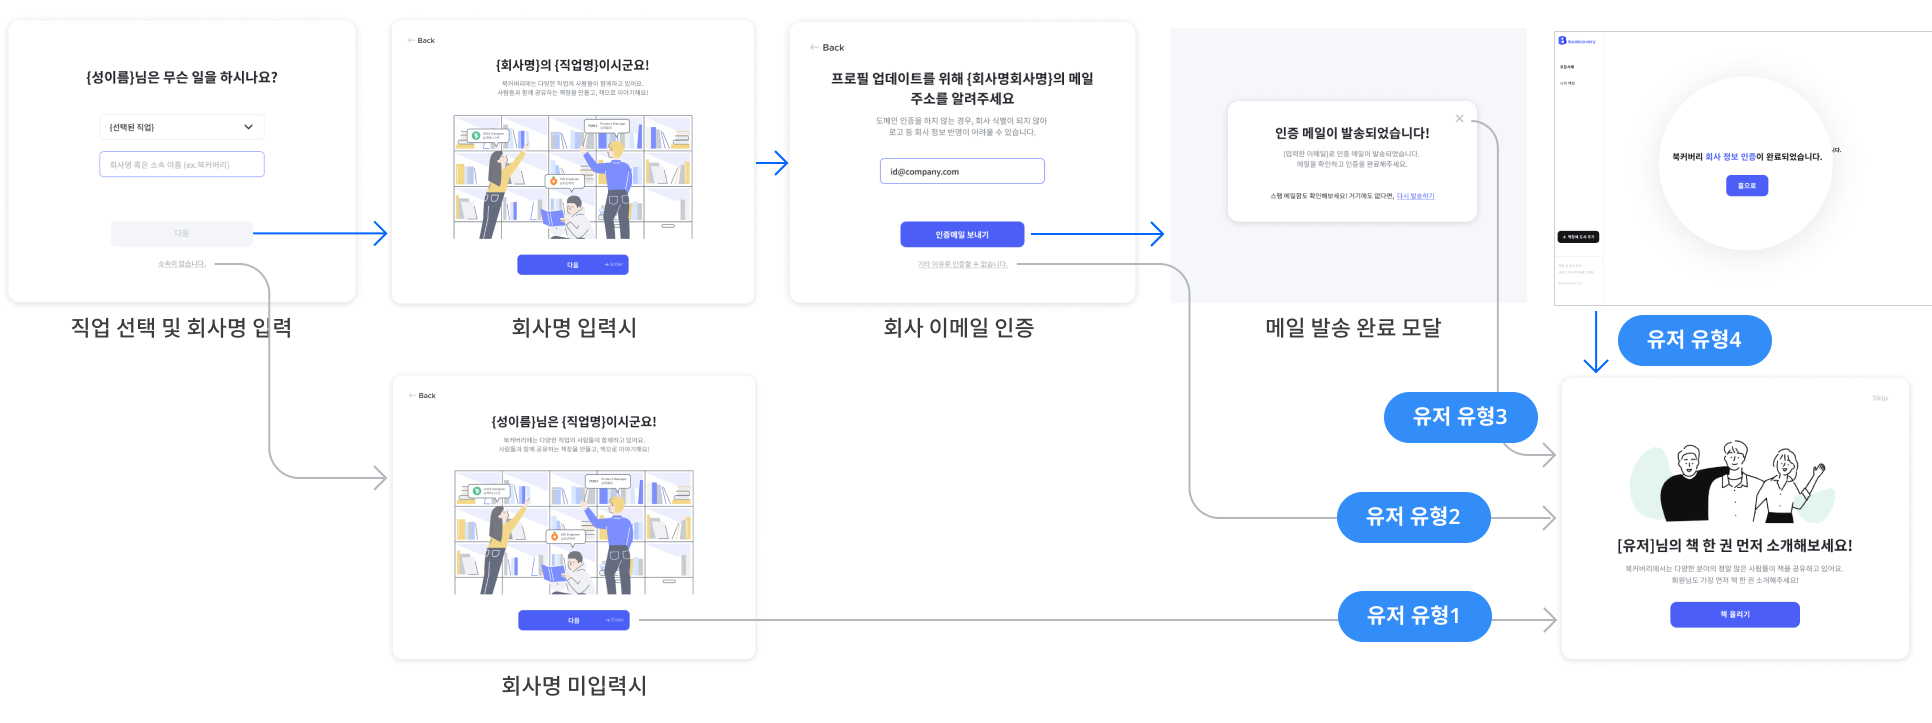 {성이름}님은 무슨 일을 하시나요?
{선택된 직업}
회사명 혹은 소속 이름 (ex.북커버리)
다음
소속이 없습니다.
직업 선택 및 회사명 입력
Back
{회사명}의 {직업명}이시군요!
북커버리에는 다양한 직업의 사람들이 함께하고 있어요.
사람들과 함께 공유하는 책장을 만들고, 책으로 이야기해요!
Product Manager
다음
Enter
회사명 입력시
Back
프로필 업데이트를 위해 {회사명회사명}의 메일
주소를 알려주세요
도메인 인증을 하지 않는 경우, 회사 식별이 되지 않아
로고 등 회사 정보 반영이 어려울 수 있습니다.
id@company.com
인증메일 보내기
기타 이유로 인증할 수 없습니다.
회사 이메일 인증
인증 메일이 발송되었습니다!
{입력한 이메일}로 인증 메일이 발송되었습니다.
메일을 확인하고 인증을 완료해주세요.
스팸 메일함도 확인해보세요! 거기에도 없다면, 다시 발송하기
메일 발송 완료 모달
bookcovery
모든 서재
나의 책장
북커버리 회사 정보 인증이 완료되었습니다.
니다.
홈으로
+ 책장에 도서 추가
유저 유형4
Back
{성이름}님은 {직업명}이시군요!
북커버리에는 다양한 직업의 사람들이 함께하고 있어요.
사람들과 함께 공유하는 책장을 만들고, 책으로 이야기해요!
Product Manager
다음
Enter
회사명 미입력시
유저 유형3
유저 유형2
유저 유형1
Skip
[유저]님의 책 한 권 먼저 소개해보세요!
북커버리에서는 다양한 분야의 정말 많은 사람들이 책을 공유하고 있어요.
회원님도 가장 먼저 책 한 권 소개해주세요!
책 올리기